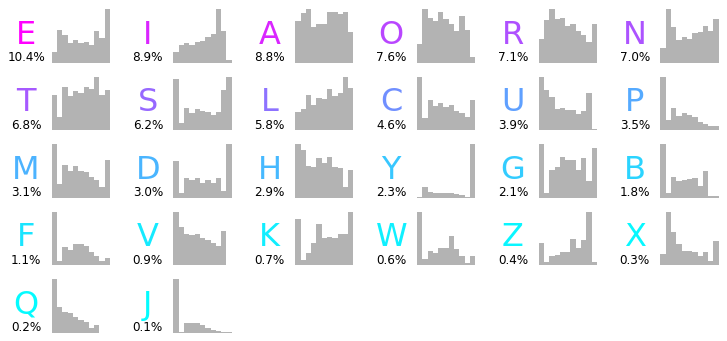 E I A O R N
10.4% 8.9% 8.8% 7.6% 7.1% 7.0%
T S L C U P
6.8% 6.2% 5.8% 4.6% 3.9% 3.5%
M D H Y G B
3.1% 3.0% 2.9% 2.3% 2.1% 1.8%
F V K W Z X
1.1% 0.9% 0.7% 0.6% 0.4% 0.3%
Q J
0.2% 0.1%